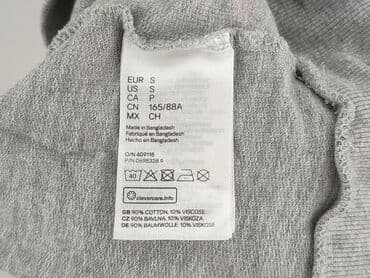 EUR S
US S
CA P
CN 165/88A
MX CH
Made in Bangladesh
Fabriqué en Bangladesh
Hecho en Bangladesh
O/N 409118
P/N 0698328 9
40
clevercare.info
GB 90% COTTON, 10% VISCOSE
CZ 90% BAVLNA, 10% VISKÓZA
DE 90% BAUMWOLLE, 10% VISKOSE